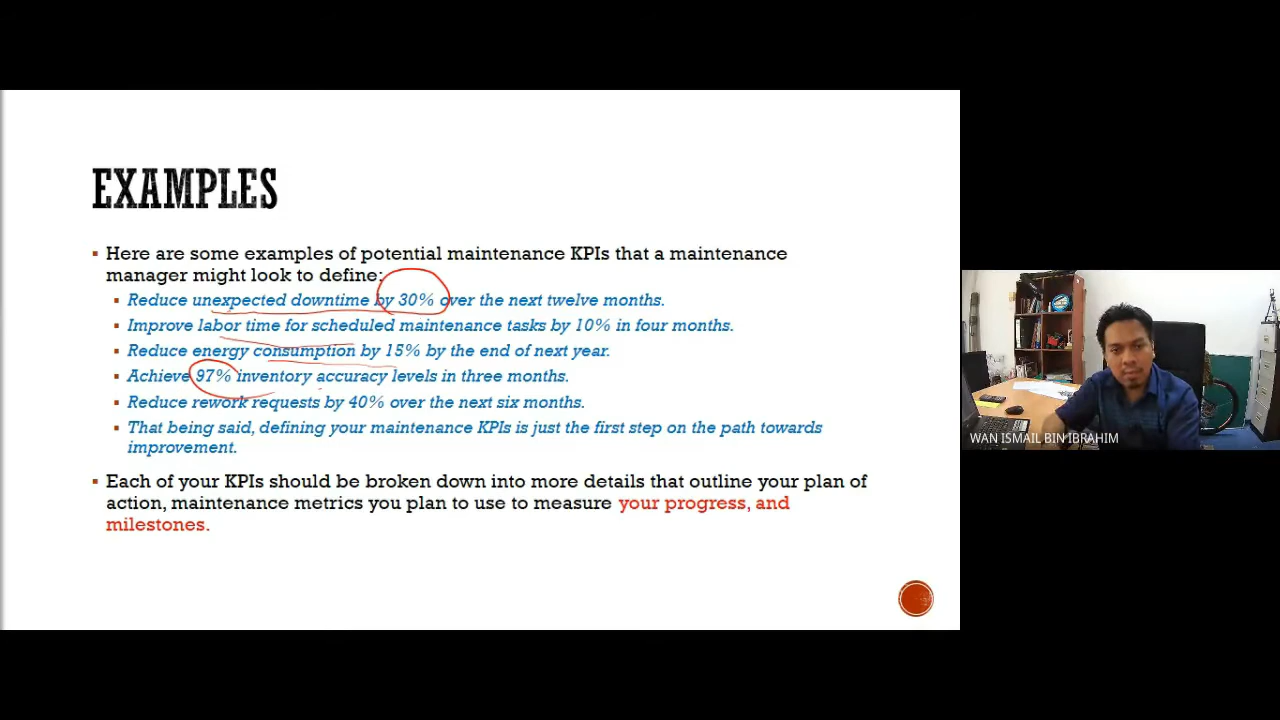 EXAMPLES
Here are some examples of potential maintenance KPIs that a maintenance
manager might look to define:
Reduce unexpected downtime by 30% over the next twelve months.
Improve labor time for scheduled maintenance tasks by 10% in four months.
Reduce energy consumption by 15% by the end of next year.
Achieve 97% inventory accuracy levels in three months.
Reduce rework requests by 40% over the next six months.
That being said, defining your maintenance KPIs is just the first step on the path towards
improvement.
Each of your KPIs should be broken down into more details that outline your plan of
action, maintenance metrics you plan to use to measure your progress, and
milestones.
WAN ISMAIL BIN IBRAHIM